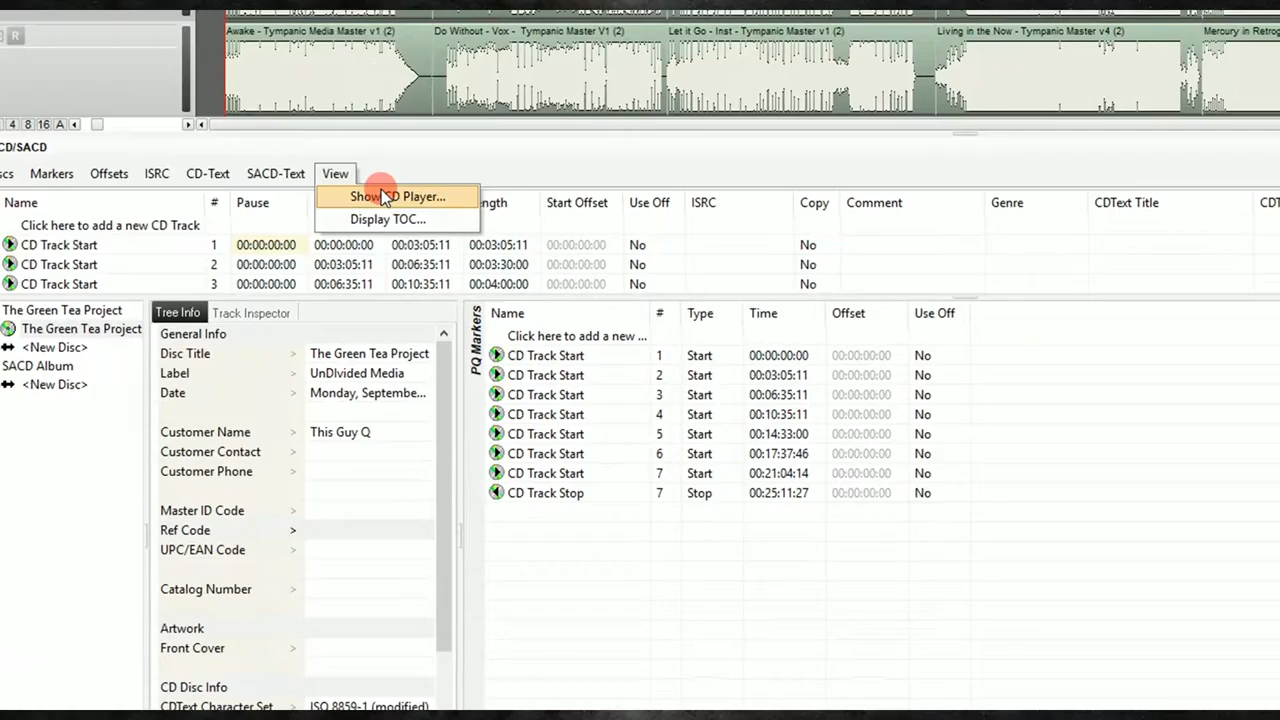 Awake - Tympanic Media Master V1 (2) Do Without - Vox - Tympanic Master V1 (2) Let it Go - Inst - Tympanic Master V1 (2) Living in the Now - Tympanic Master v4 (2) Mercury in Retrog
R
4 8 16 A
CD/SACD
scs Markers Offsets ISRC CD-Text SACD-Text View
Show CD Player...
Display TOC...
Name # Pause ength Start Offset Use Off ISRC Copy Comment Genre CDText Title CDT
Click here to add a new CD Track
CD Track Start 1 00:00:00:00 00:00:00:00 00:03:05:11 00:03:05:11 00:00:00:00 No No
CD Track Start 2 00:00:00:00 00:03:05:11 00:06:35:11 00:03:30:00 00:00:00:00 No No
CD Track Start 3 00:00:00:00 00:06:35:11 00:10:35:11 00:04:00:00 00:00:00:00 No No
The Green Tea Project
The Green Tea Project
<New Disc>
SACD Album
<New Disc>
Tree Info Track Inspector
General Info
Disc Title > The Green Tea Project
Label > UnDIvided Media
Date > Monday, Septembe...
Customer Name > This Guy Q
Customer Contact >
Customer Phone >
Master ID Code >
Ref Code >
UPC/EAN Code >
Catalog Number >
Artwork
Front Cover >
CD Disc Info
CDText Character Set > ISO 8859-1 (modified)
PQ Markers
Name # Type Time Offset Use Off
Click here to add a new ...
CD Track Start 1 Start 00:00:00:00 00:00:00:00 No
CD Track Start 2 Start 00:03:05:11 00:00:00:00 No
CD Track Start 3 Start 00:06:35:11 00:00:00:00 No
CD Track Start 4 Start 00:10:35:11 00:00:00:00 No
CD Track Start 5 Start 00:14:33:00 00:00:00:00 No
CD Track Start 6 Start 00:17:37:46 00:00:00:00 No
CD Track Start 7 Start 00:21:04:14 00:00:00:00 No
CD Track Stop 7 Stop 00:25:11:27 00:00:00:00 No